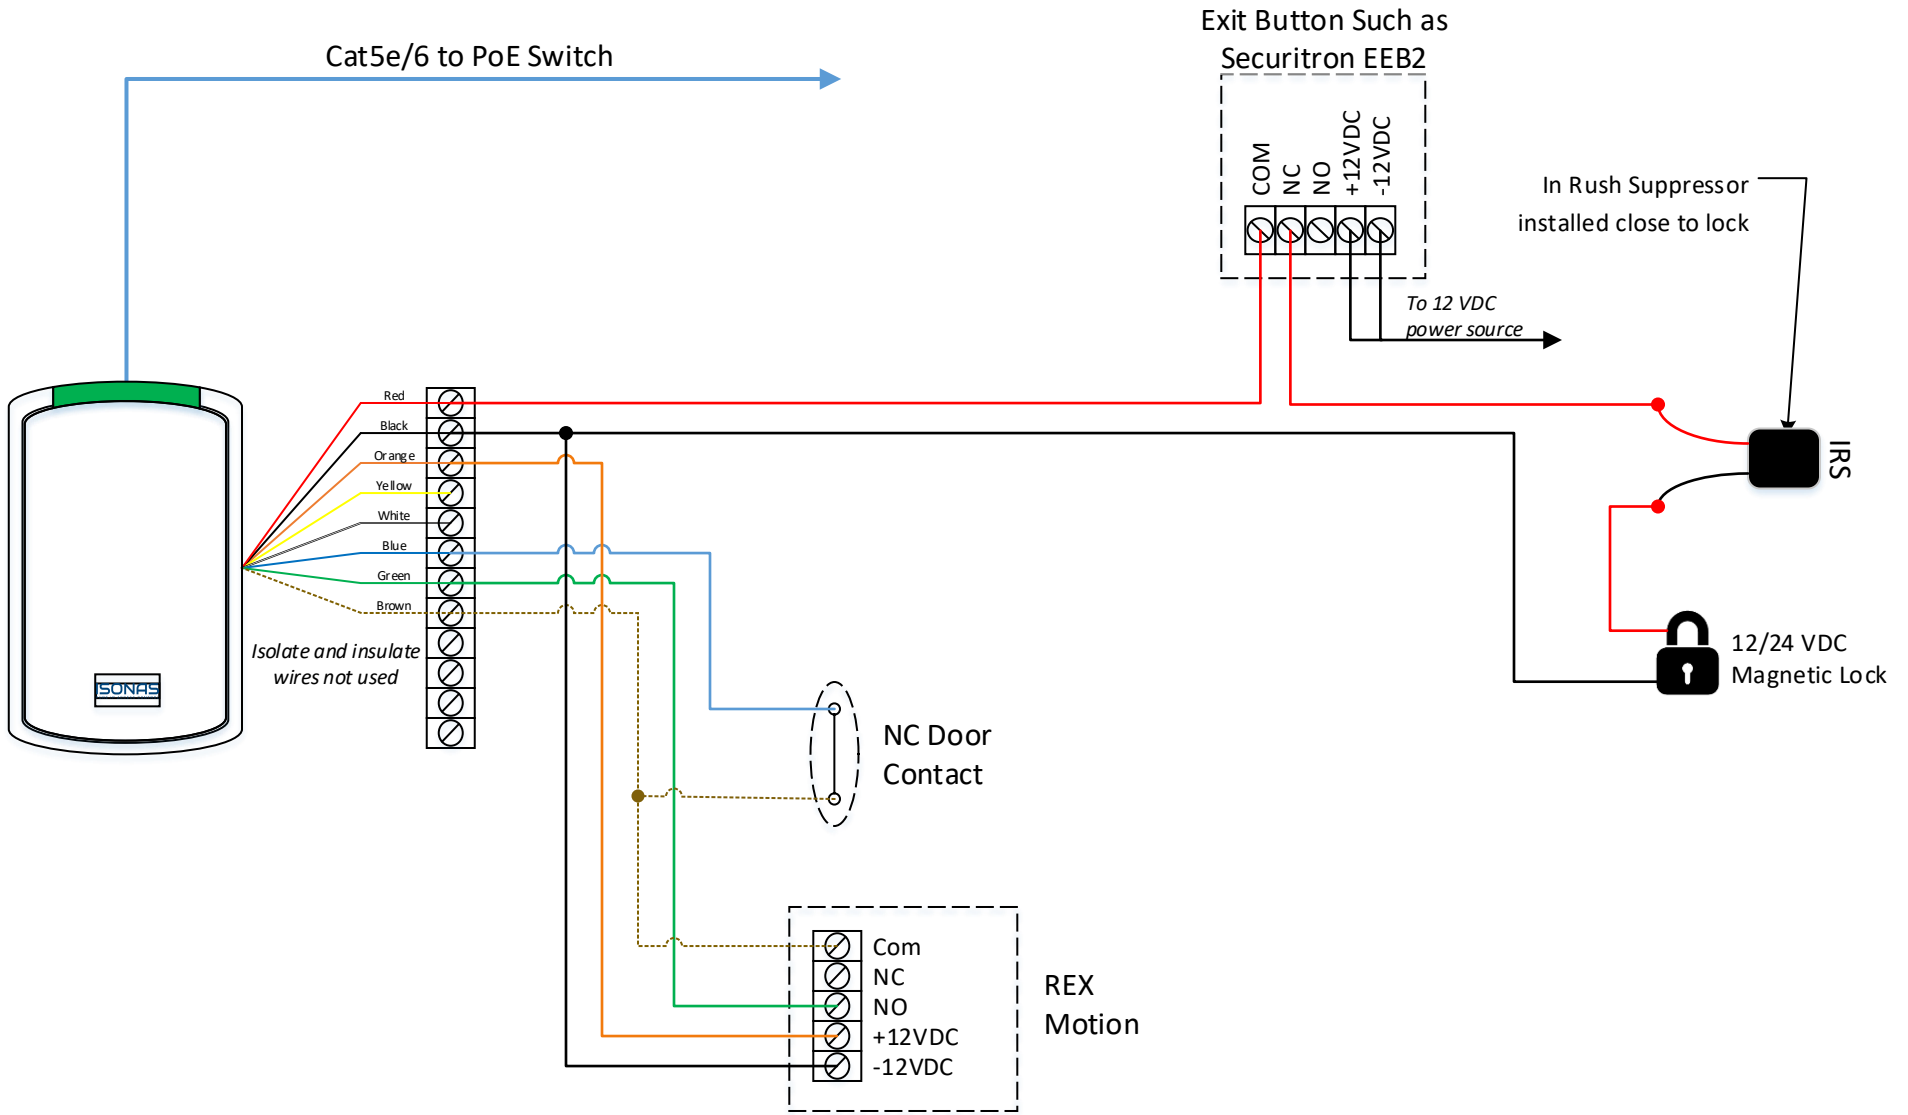 Exit Button Such as
Securitron EEB2
Cat5e/6 to PoE Switch
COM
NC
NO
+12VDC
-12VDC
In Rush Suppressor
installed close to lock
To 12 VDC
power source
Red
Black
Orange
Yellow
White
Blue
Green
Brown
Isolate and insulate
wires not used
ISONAS
IRS
12/24 VDC
Magnetic Lock
NC Door
Contact
Com
NC
NO
+12VDC
-12VDC
REX
Motion